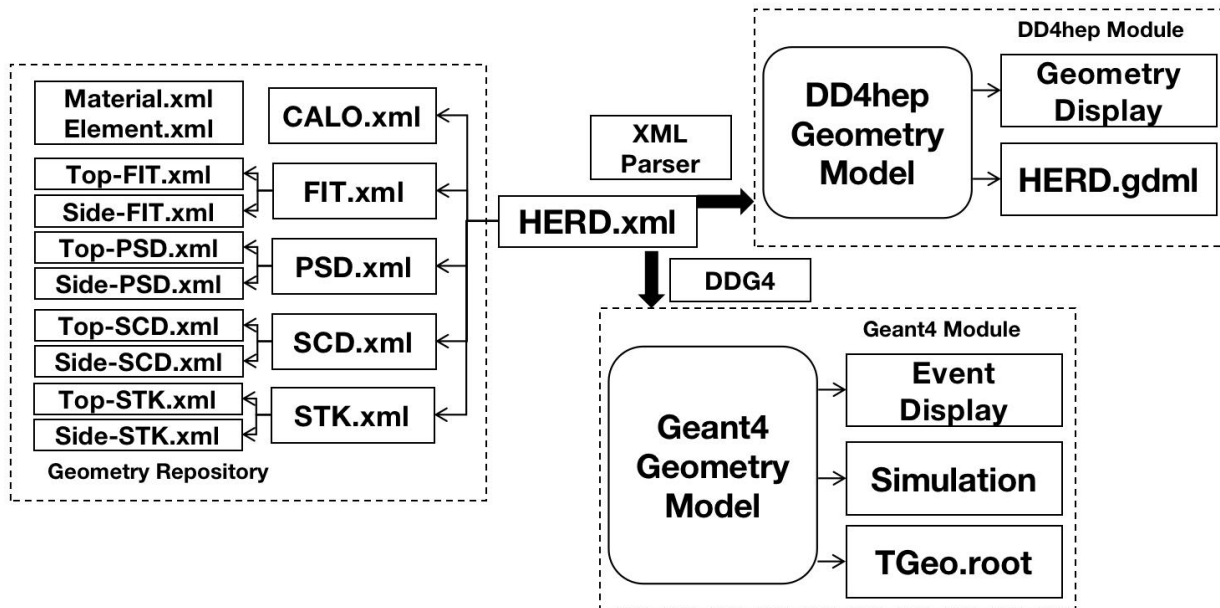 Material.xml
Element.xml
CALO.xml
Top-FIT.xml
Side-FIT.xml
FIT.xml
Top-PSD.xml
Side-PSD.xml
PSD.xml
Top-SCD.xml
Side-SCD.xml
SCD.xml
Top-STK.xml
Side-STK.xml
STK.xml
Geometry Repository
HERD.xml
XML
Parser
DDG4
DD4hep Module
DD4hep
Geometry
Model
Geometry
Display
HERD.gdml
Geant4 Module
Geant4
Geometry
Model
Event
Display
Simulation
TGeo.root